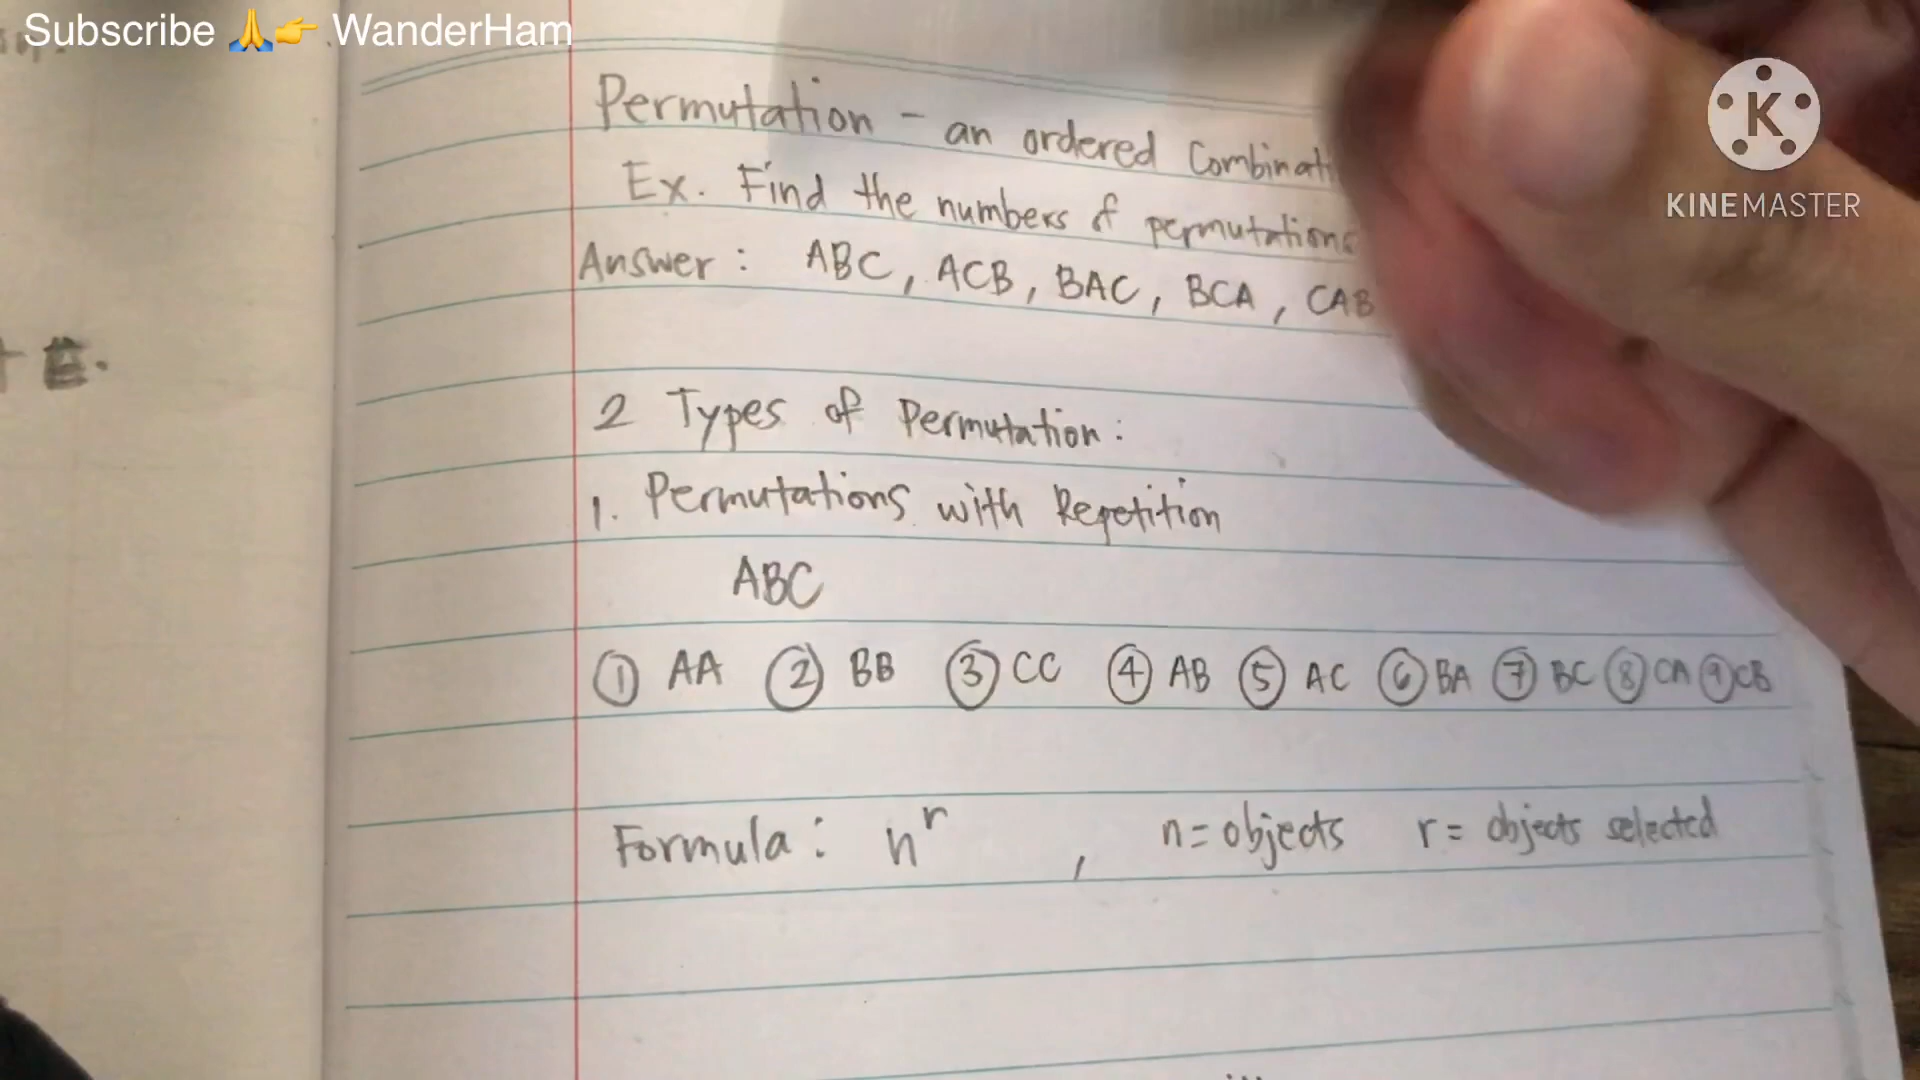 Subscribe 🙏👉 WanderHam
KINEMASTER
Permutation - an ordered
Ex. Find the numbers of permutations
Answer : ABC, ACB, BAC, BCA, CAB
2 Types of Permutation:
1. Permutations with Repetition
ABC
① AA ② BB ③ CC ④ AB ⑤ AC ⑥ BA ⑦ BC ⑧ CA ⑨ CB
Formula: n^r , n= objects r= objects selected